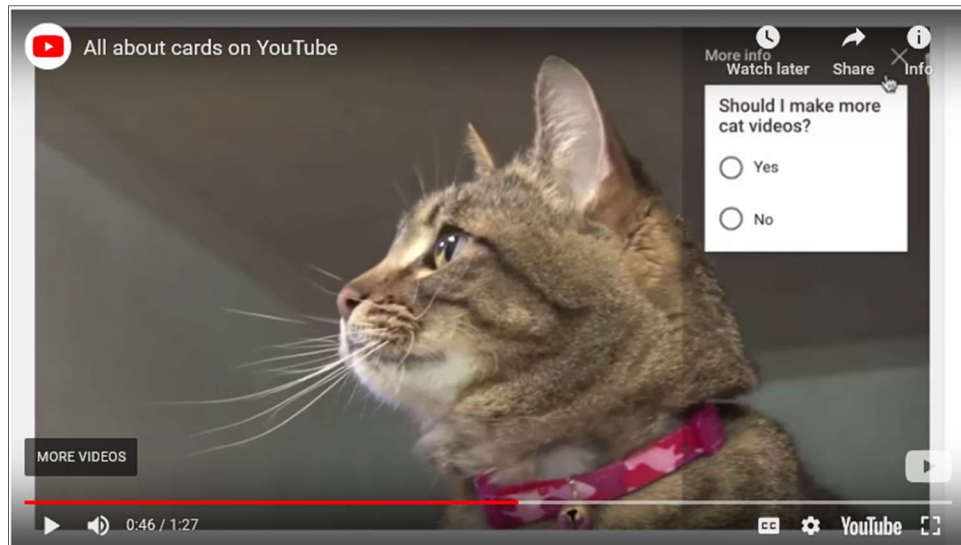 All about cards on YouTube
More info
Watch later
Share
Info
Should I make more
cat videos?
Yes
No
MORE VIDEOS
0:46 / 1:27
CC
YouTube